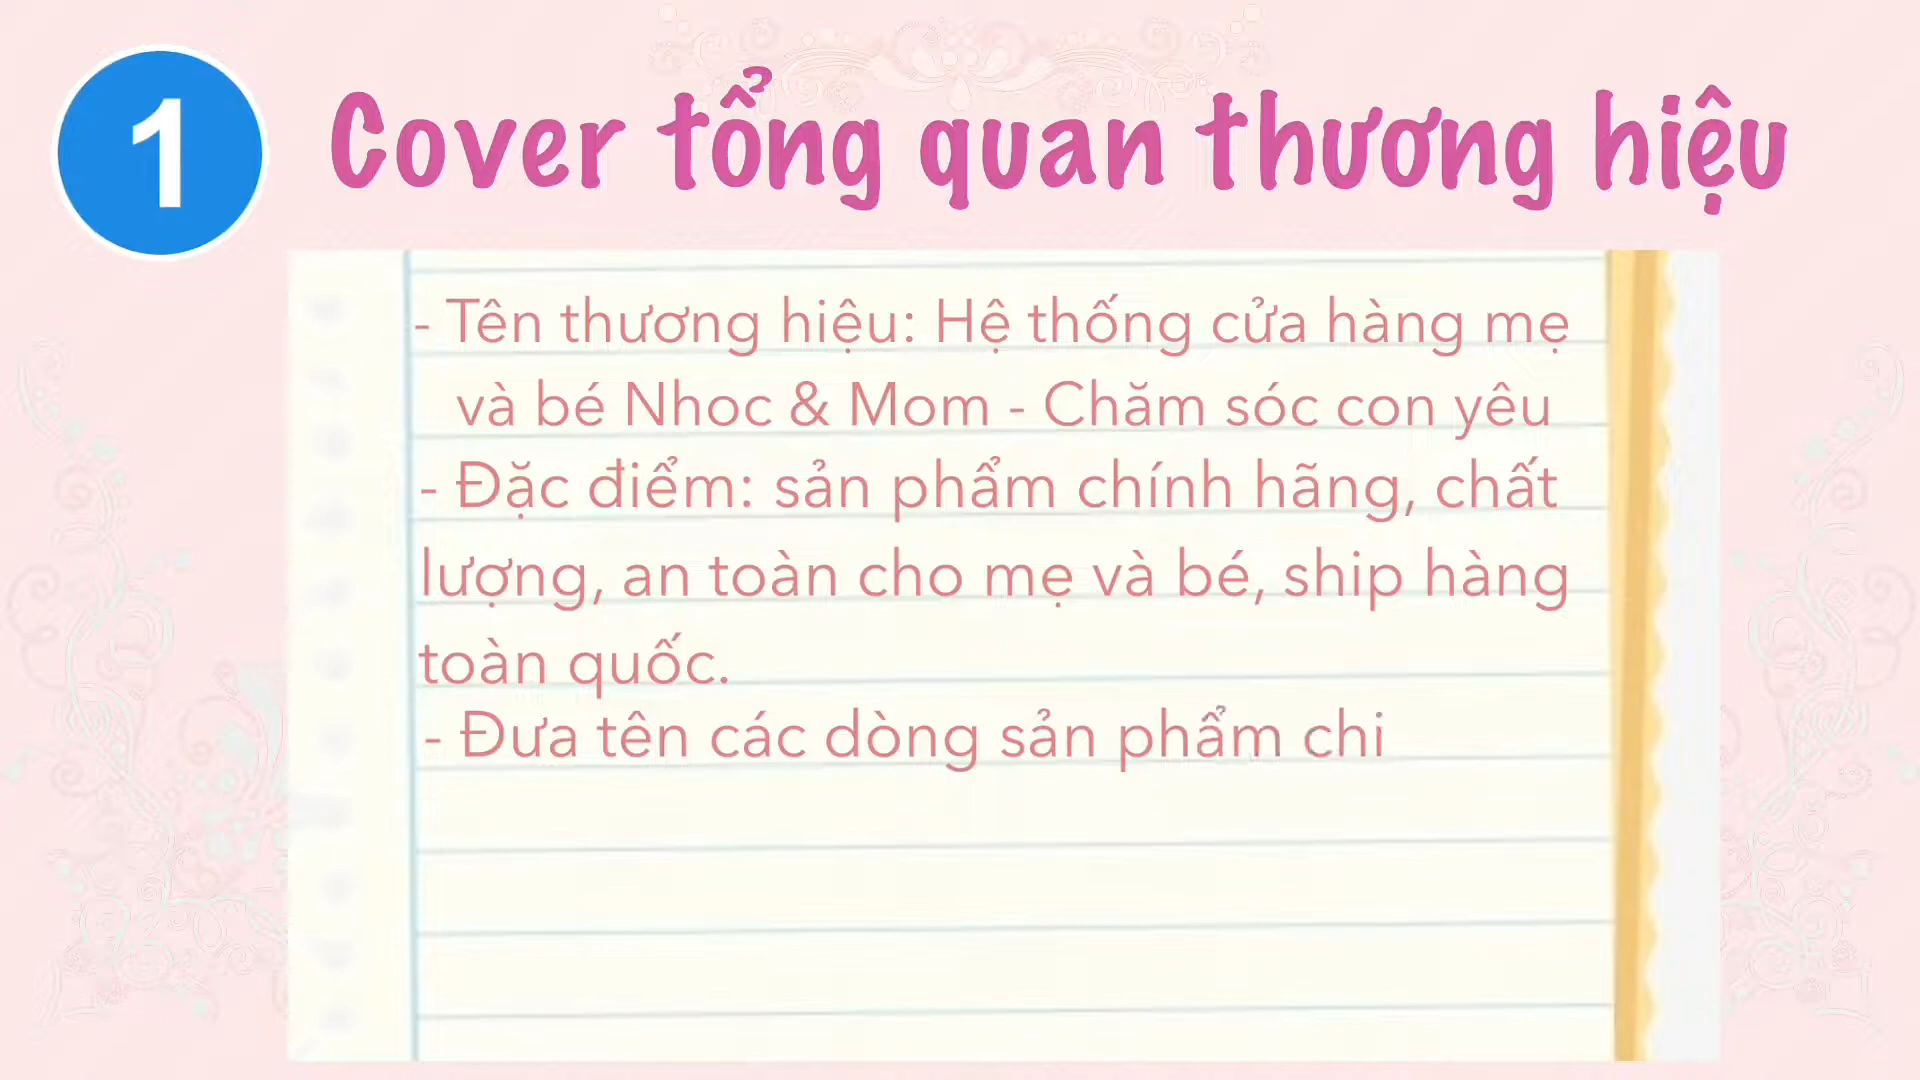 1
Cover tổng quan thương hiệu
- Tên thương hiệu: Hệ thống cửa hàng mẹ
và bé Nhoc & Mom - Chăm sóc con yêu
- Đặc điểm: sản phẩm chính hãng, chất
lượng, an toàn cho mẹ và bé, ship hàng
toàn quốc.
- Đưa tên các dòng sản phẩm chi